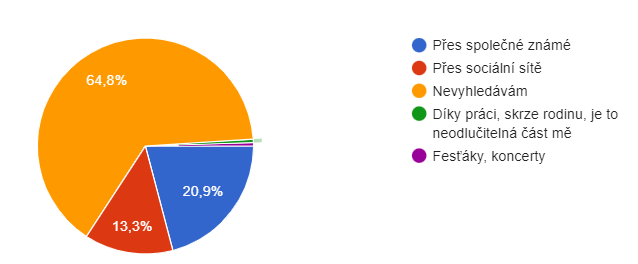 64,8%
13,3%
20,9%
Přes společné známé
Přes sociální sítě
Nevyhledávám
Díky práci, skrze rodinu, je to
neodlučitelná část mě
Fesťáky, koncerty